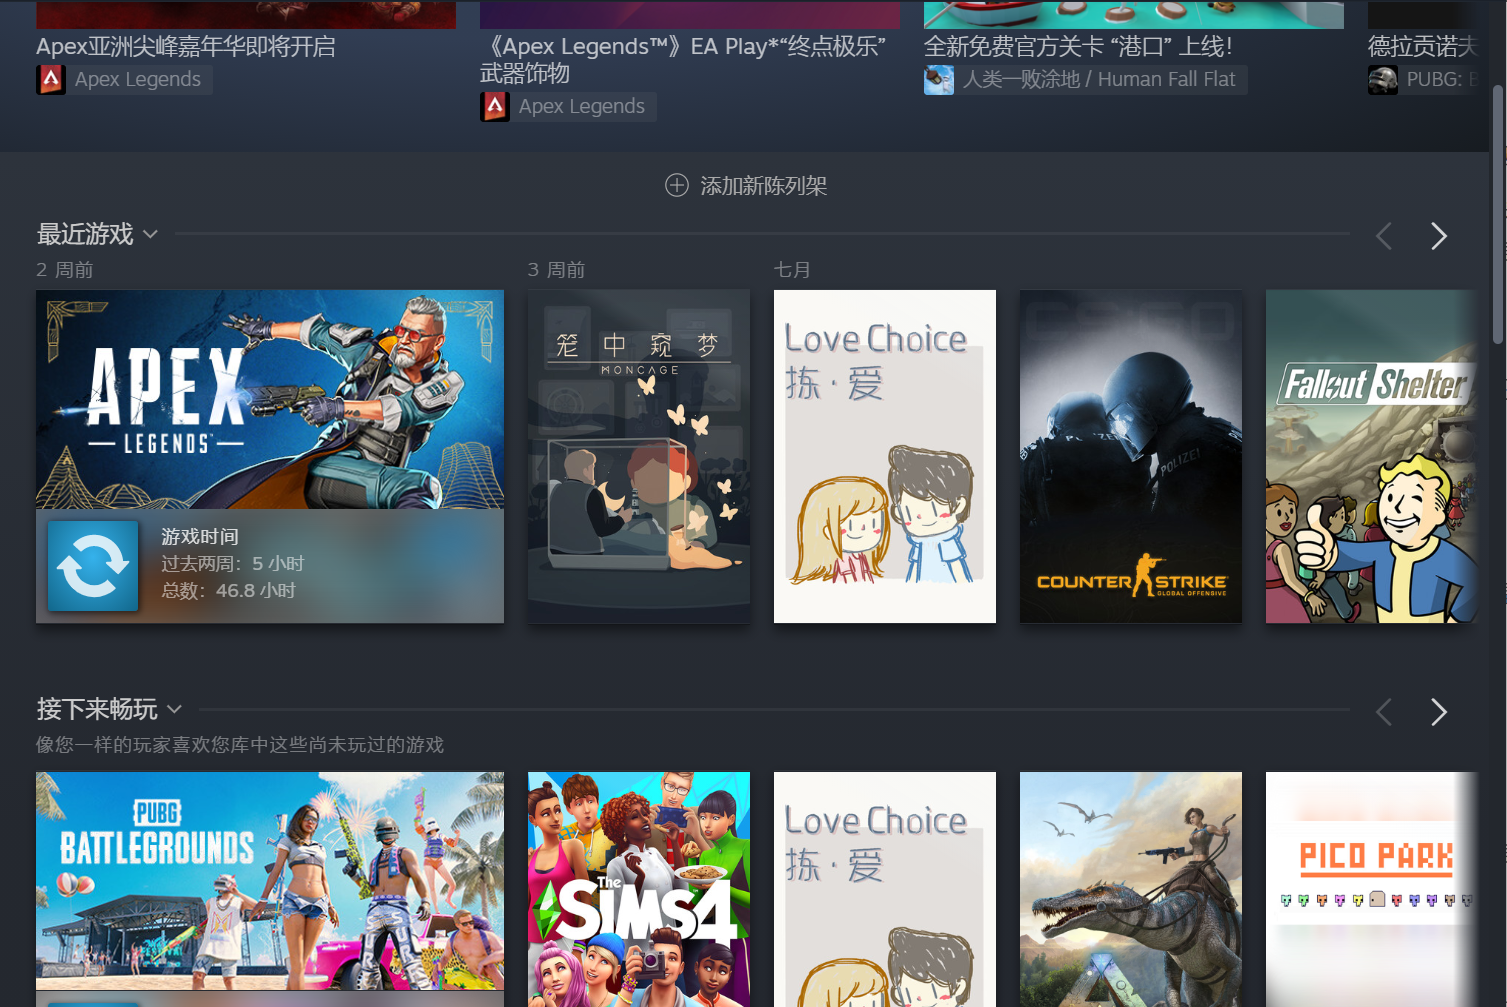 Apex亚洲尖峰嘉年华即将开启
Apex Legends
《Apex Legends™》EA Play*“终点极乐”
武器饰物
Apex Legends
全新免费官方关卡 “港口” 上线！
人类一败涂地 / Human Fall Flat
德拉贡诺夫
PUBG:
添加新陈列架
最近游戏
2 周前
3 周前
七月
APEX
LEGENDS™
游戏时间
过去两周：5 小时
总数：46.8 小时
笼中窥梦
MONCAGE
Love Choice
拣·爱
CS:GO
POLIZEI
COUNTER STRIKE
GLOBAL OFFENSIVE
Fallout Shelter
接下来畅玩
像您一样的玩家喜欢您库中这些尚未玩过的游戏
PUBG
BATTLEGROUNDS
The
SIMS4
Love Choice
拣·爱
PICO PARK